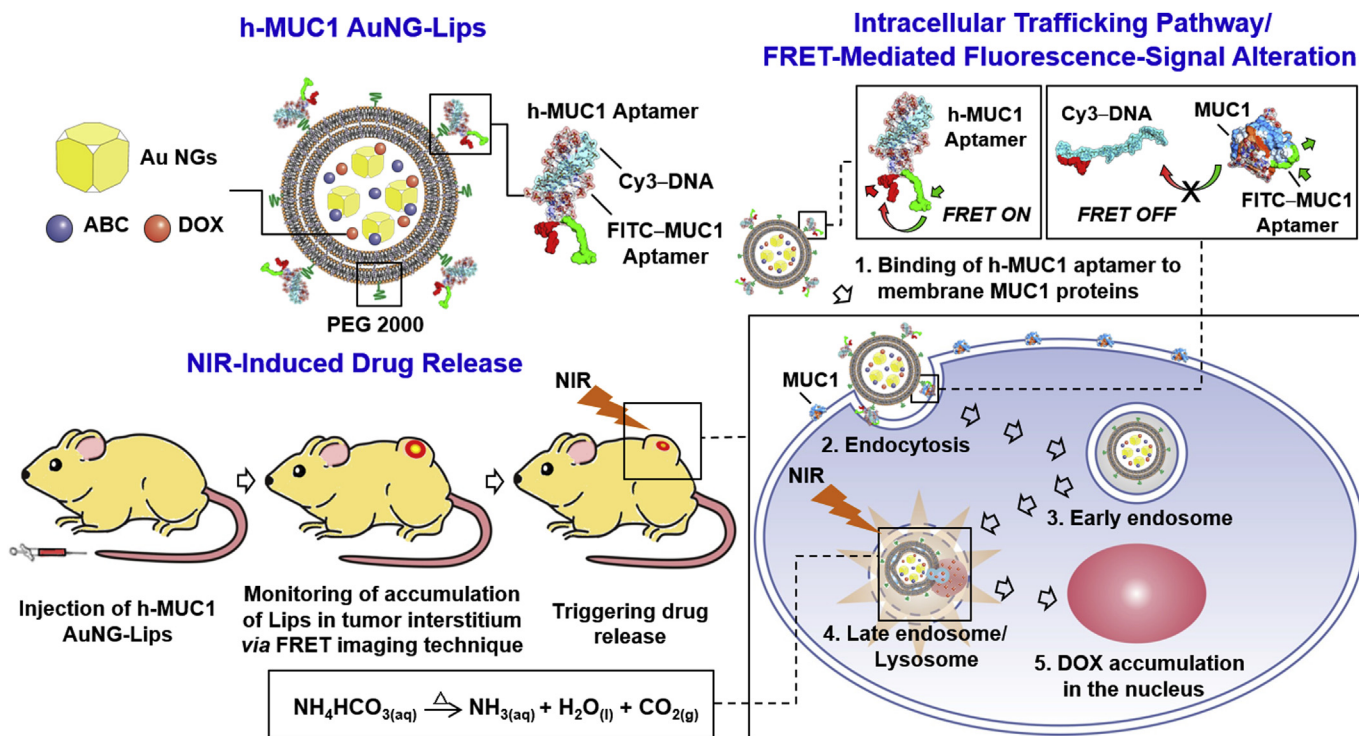 h-MUC1 AuNG-Lips
Au NGs
ABC
DOX
h-MUC1 Aptamer
Cy3–DNA
FITC–MUC1
Aptamer
PEG 2000
Intracellular Trafficking Pathway/
FRET-Mediated Fluorescence-Signal Alteration
h-MUC1
Aptamer
FRET ON
Cy3–DNA
MUC1
X
FRET OFF
FITC–MUC1
Aptamer
1. Binding of h-MUC1 aptamer to
membrane MUC1 proteins
NIR-Induced Drug Release
NIR
Injection of h-MUC1
AuNG-Lips
Monitoring of accumulation
of Lips in tumor interstitium
via FRET imaging technique
Triggering drug
release
MUC1
2. Endocytosis
3. Early endosome
NIR
4. Late endosome/
Lysosome
5. DOX accumulation
in the nucleus
NH₄HCO₃(aq) —△→ NH₃(aq) + H₂O(l) + CO₂(g)